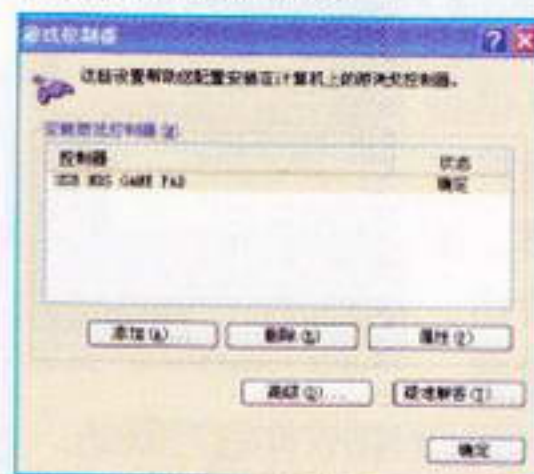 游戏控制器
这些设置帮助您配置安装在计算机上的游戏控制器。
安装游戏控制器(I)
控制器 状态
USB NDS GAME PAD 确定
添加(A) 删除(R) 属性(P)
高级(D) 疑难解答(T)
确定